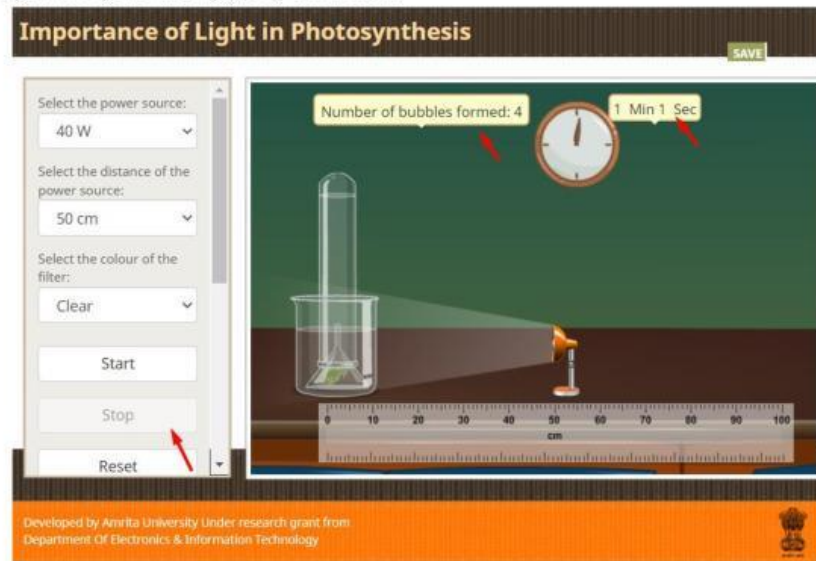 Importance of Light in Photosynthesis
SAVE
Select the power source:
40 W
Select the distance of the
power source:
50 cm
Select the colour of the
filter:
Clear
Start
Stop
Reset
Number of bubbles formed: 4
1 Min 1 Sec
0 10 20 30 40 50 60 70 80 90 100
cm
Developed by Amrita University Under research grant from
Department Of Electronics & Information Technology